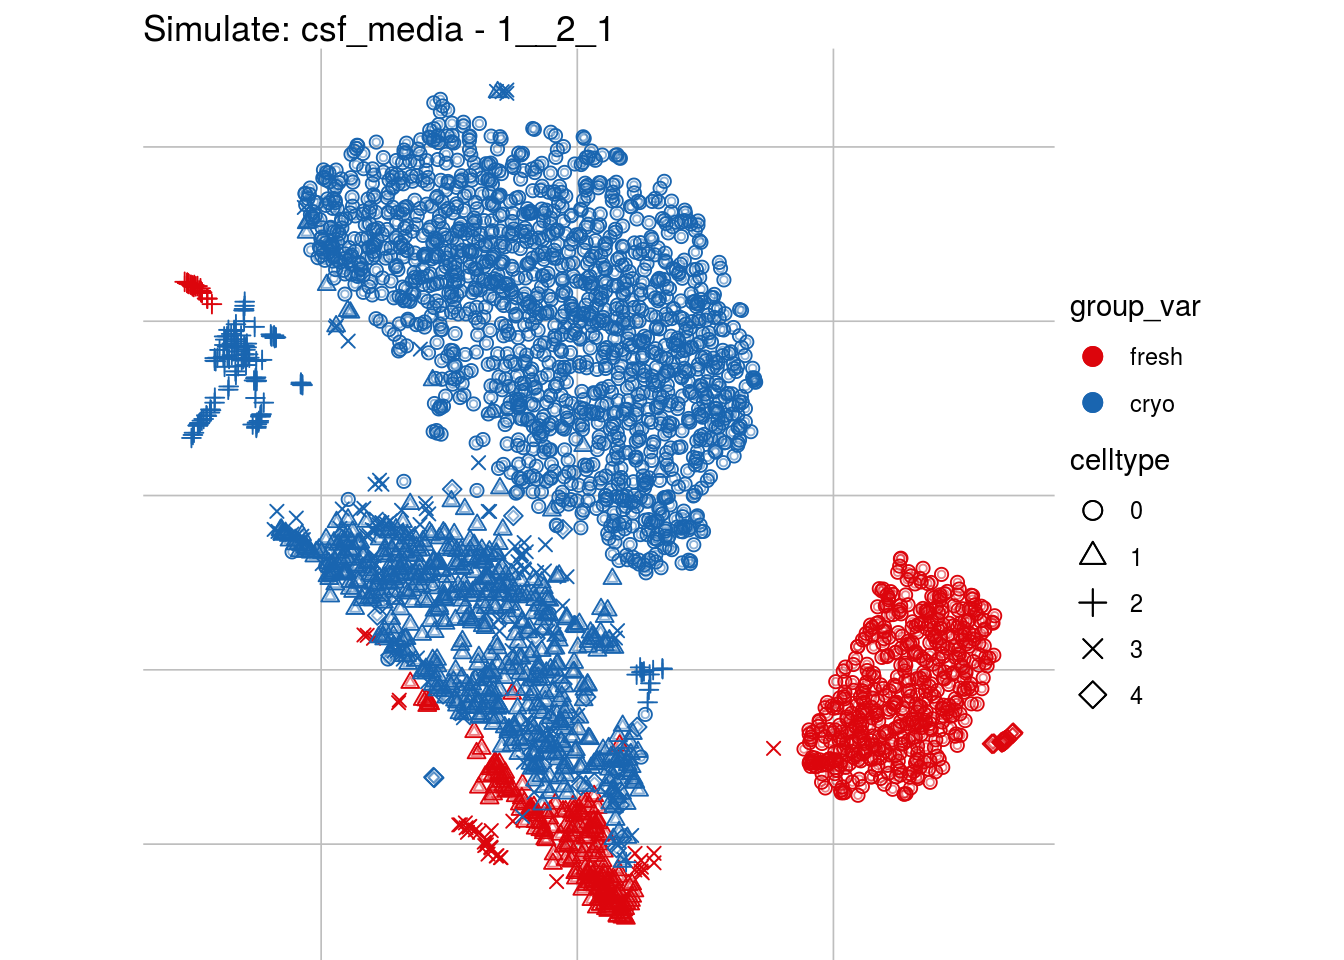 Simulate: csf_media - 1__2_1
group_var
fresh
cryo
celltype
0
1
2
3
4